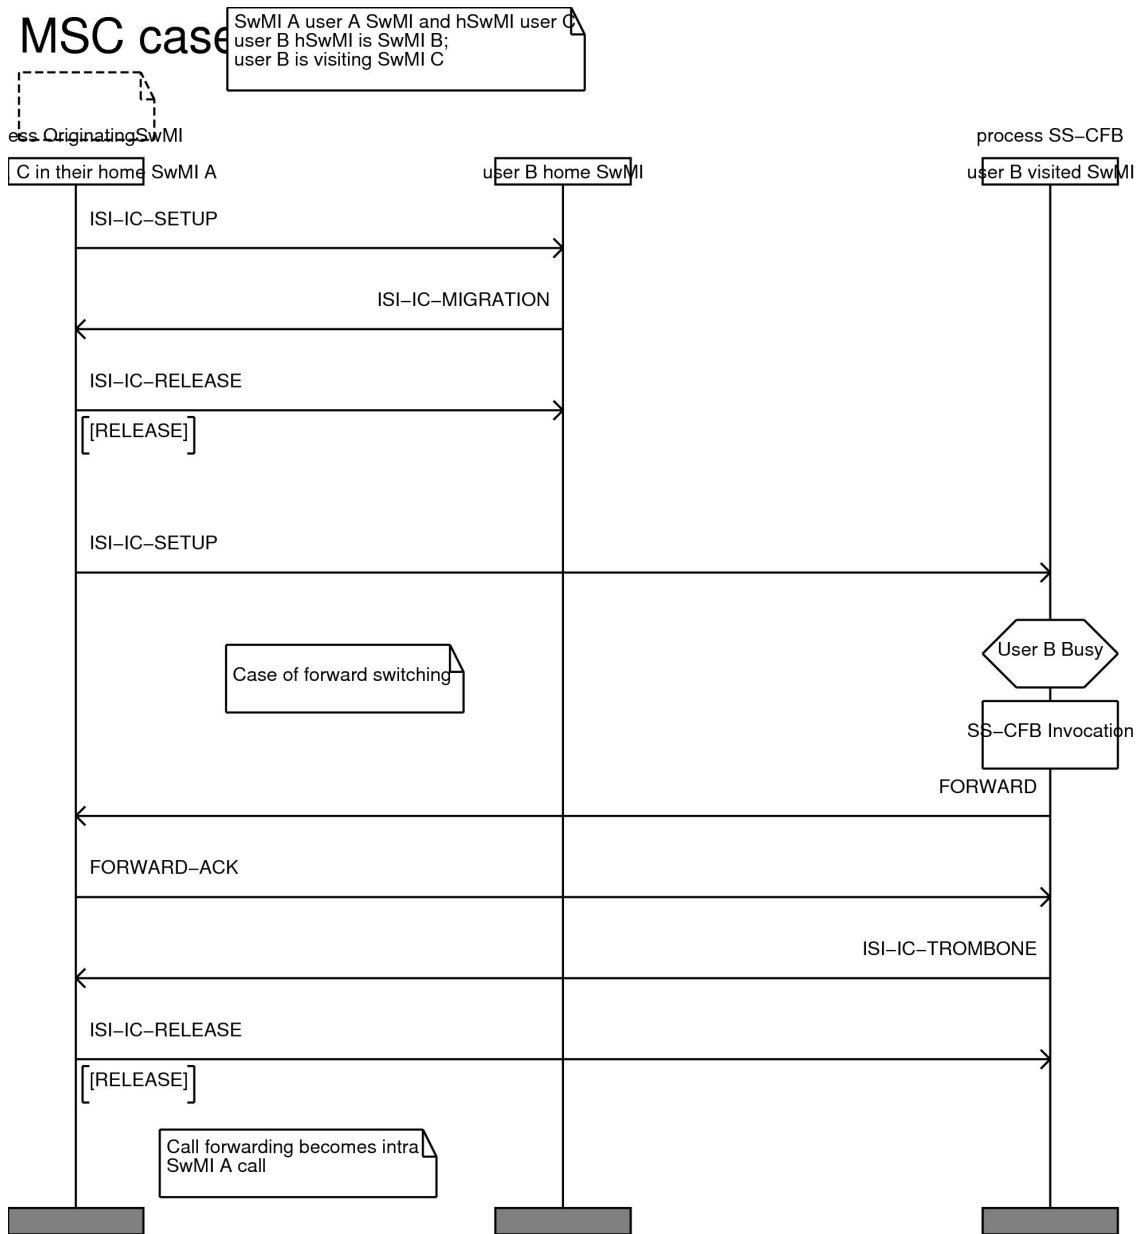 MSC case
SwMI A user A SwMI and hSwMI user C
user B hSwMI is SwMI B;
user B is visiting SwMI C
ess OriginatingSwMI
process SS–CFB
C in their home SwMI A
user B home SwMI
user B visited SwMI
ISI–IC–SETUP
ISI–IC–MIGRATION
ISI–IC–RELEASE
[RELEASE]
ISI–IC–SETUP
User B Busy
Case of forward switching
SS–CFB Invocation
FORWARD
FORWARD–ACK
ISI–IC–TROMBONE
ISI–IC–RELEASE
[RELEASE]
Call forwarding becomes intra
SwMI A call